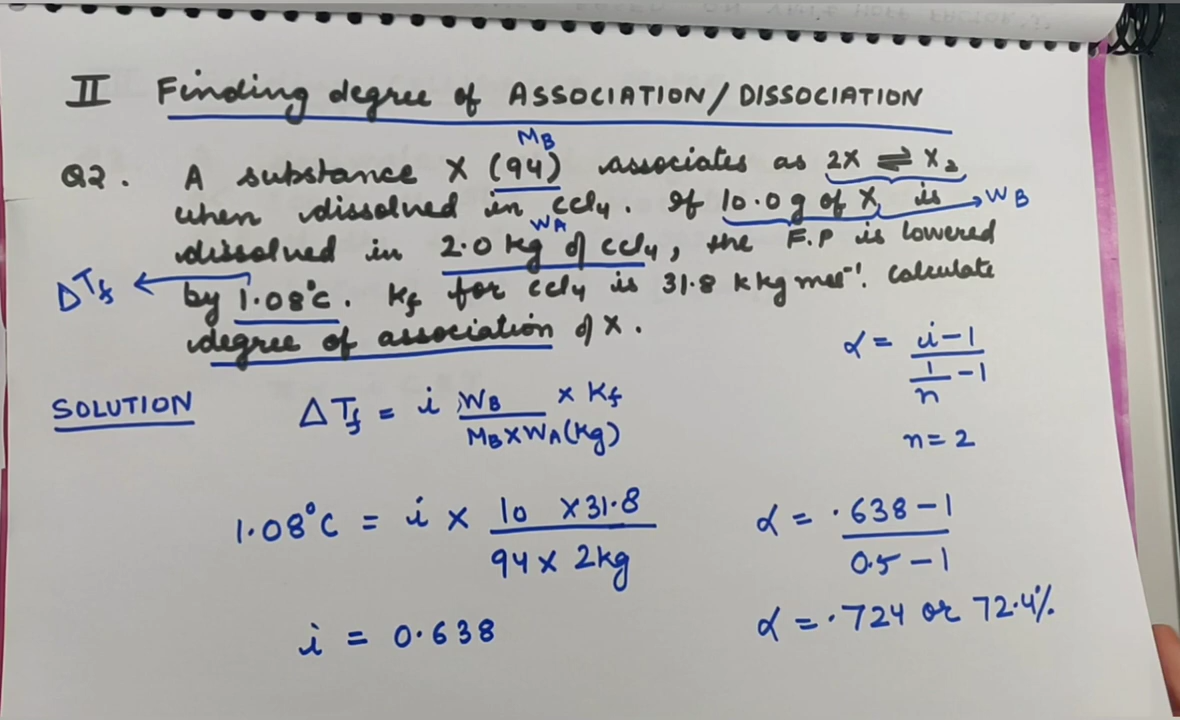 II Finding degree of ASSOCIATION/DISSOCIATION
MB
Q2. A substance X (94) associates as 2X ⇌ X2
when dissolved in CCl4. If 10.0 g of X, is → WB
WA
dissolved in 2.0 kg of CCl4, the F.P is lowered
ΔTf ← by 1.08°C. Kf for CCl4 is 31.8 K kg mol⁻¹. Calculate
degree of association of X.
α = i-1 / (1/n - 1)
n = 2
SOLUTION
ΔTf = i WB / (MB x WA(kg)) x Kf
1.08°C = i x 10 x 31.8 / (94 x 2kg)
i = 0.638
α = .638-1 / (0.5-1)
α = .724 or 72.4%